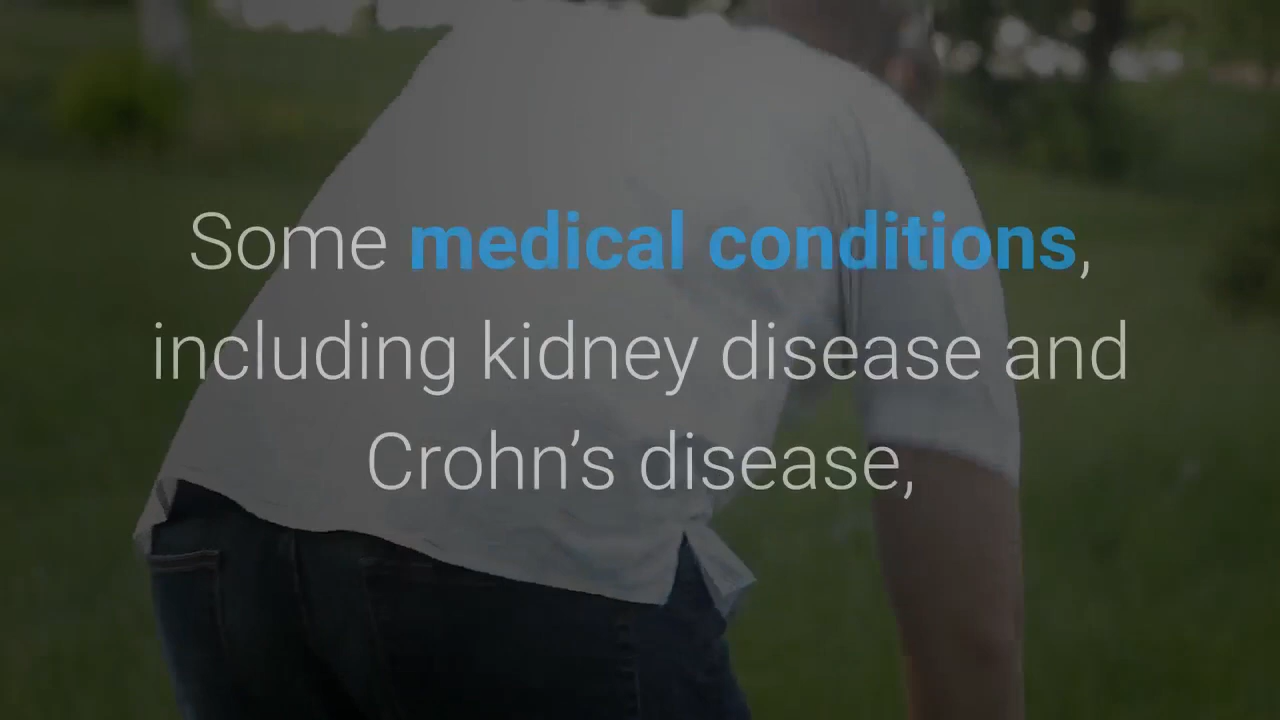 Some medical conditions,
including kidney disease and
Crohn’s disease,